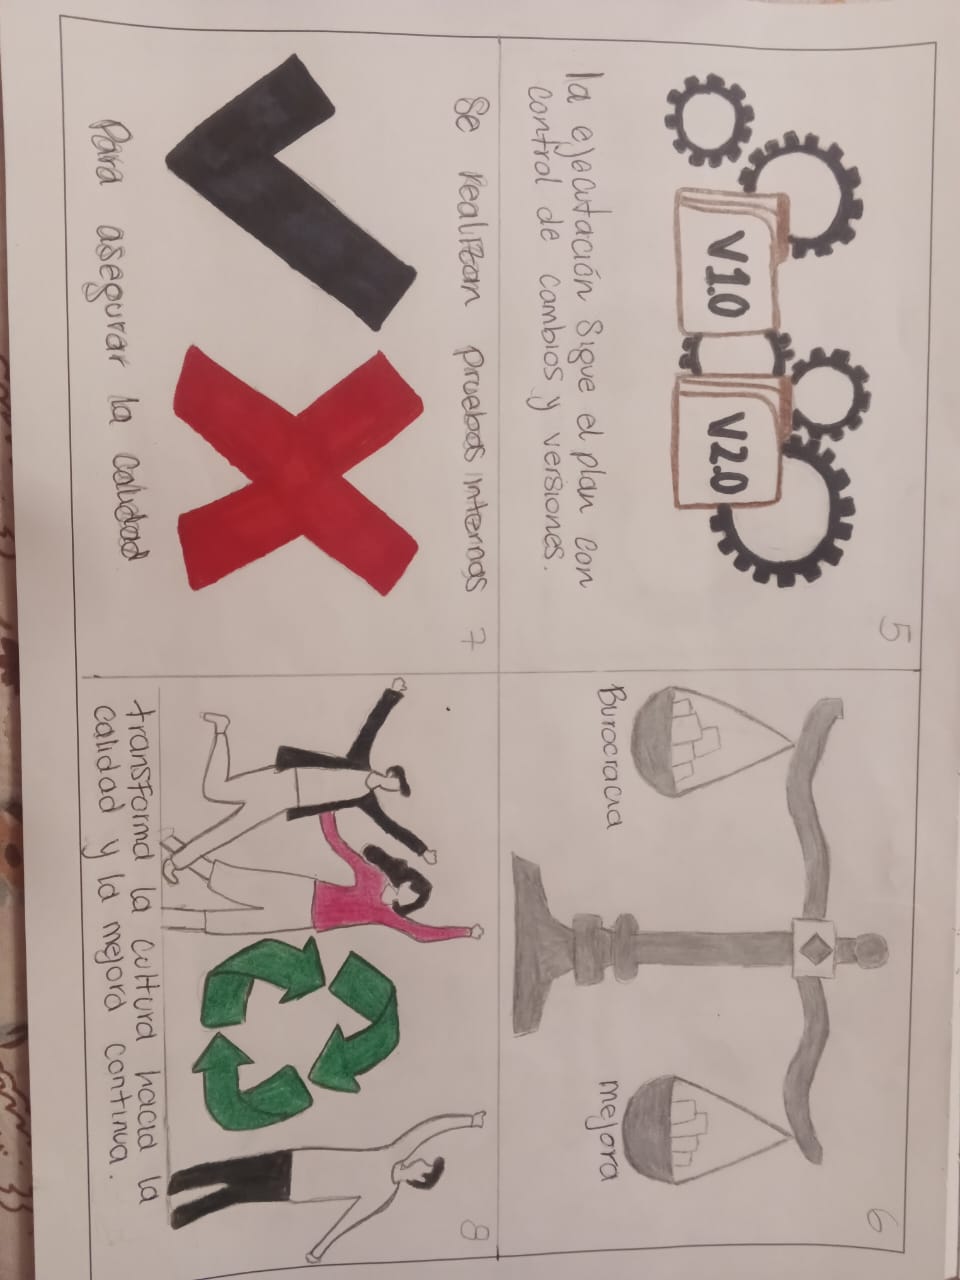 5
V1.0
V2.0
la ejecutación sigue el plan con
control de cambios y versiones.
6
Burocracia
mejora
7
Se realizan pruebas internas
Para asegurar la calidad
8
transforma la cultura hacia la
calidad y la mejora continua.